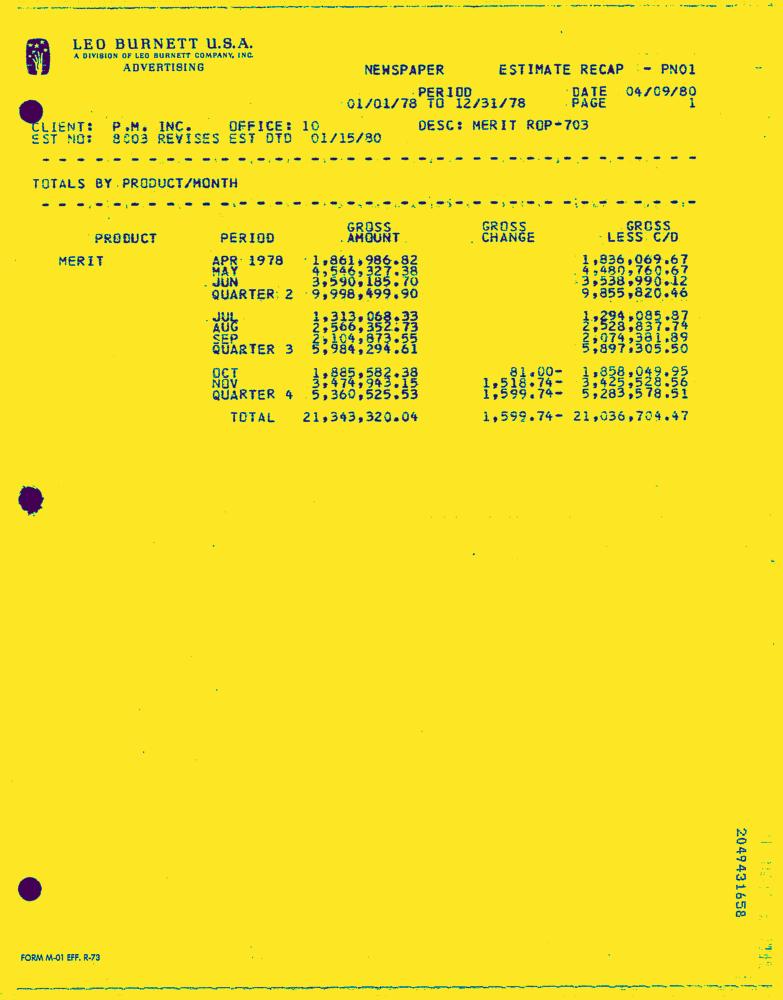 LEO BURNETT U.S.A.
A DIVISION OF LEO BURNETT COMPANY, INC.
ADVERTISING
NEWSPAPER ESTIMATE RECAP - PN01
PERIOD DATE 04/09/80
01/01/78 TO 12/31/78 PAGE 1
CLIENT: P.M. INC. OFFICE: 10 DESC: MERIT ROP-703
EST NO: 8003 REVISES EST DTD 01/15/80
TOTALS BY PRODUCT/MONTH
GROSS GROSS GROSS
PRODUCT PERIOD AMOUNT CHANGE LESS C/D
MERIT APR 1978 1,861,986.82 1,836,069.67
MAY 4,546,327.38 4,480,760.67
JUN 3,590,185.70 3,538,990.12
QUARTER 2 9,998,499.90 9,855,820.46
JUL 1,313,068.33 1,294,085.87
AUG 2,566,352.73 2,528,837.74
SEP 2,104,873.55 2,074,381.89
QUARTER 3 5,984,294.61 5,897,305.50
OCT 1,885,582.38 81.00- 1,858,049.95
NOV 3,474,943.15 1,518.74- 3,425,528.56
QUARTER 4 5,360,525.53 1,599.74- 5,283,578.51
TOTAL 21,343,320.04 1,599.74- 21,036,704.47
2049431658
FORM M-01 EFF. R-73